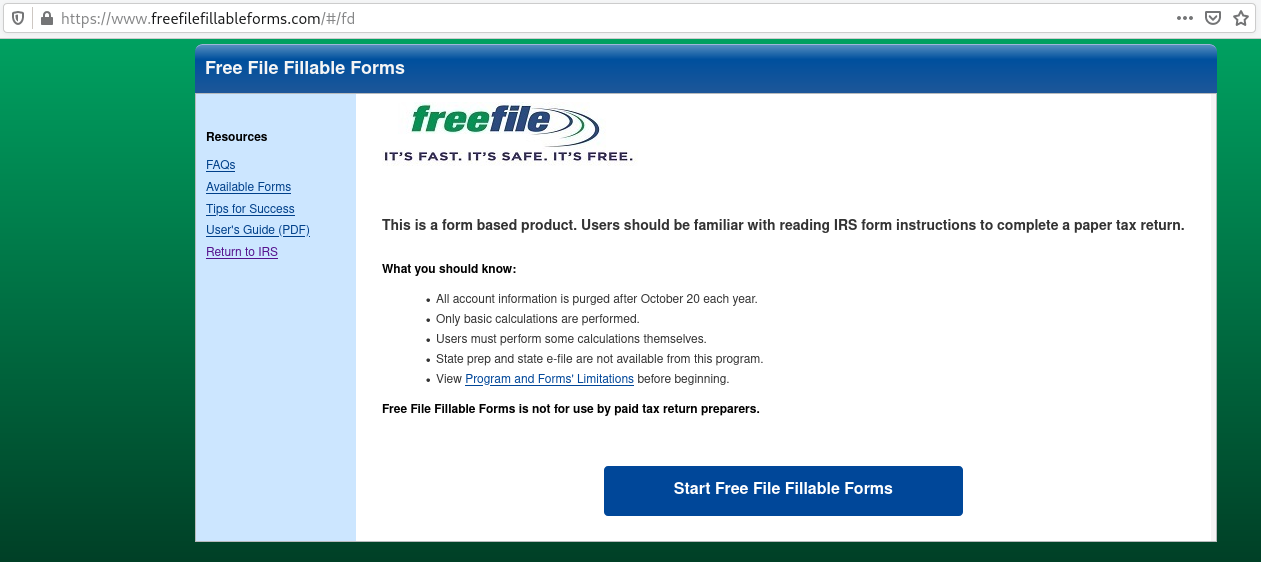 https://www.freefilefillableforms.com/#/fd
Free File Fillable Forms
freefile
IT'S FAST. IT'S SAFE. IT'S FREE.
Resources
FAQs
Available Forms
Tips for Success
User's Guide (PDF)
Return to IRS
This is a form based product. Users should be familiar with reading IRS form instructions to complete a paper tax return.
What you should know:
• All account information is purged after October 20 each year.
• Only basic calculations are performed.
• Users must perform some calculations themselves.
• State prep and state e-file are not available from this program.
• View Program and Forms' Limitations before beginning.
Free File Fillable Forms is not for use by paid tax return preparers.
Start Free File Fillable Forms